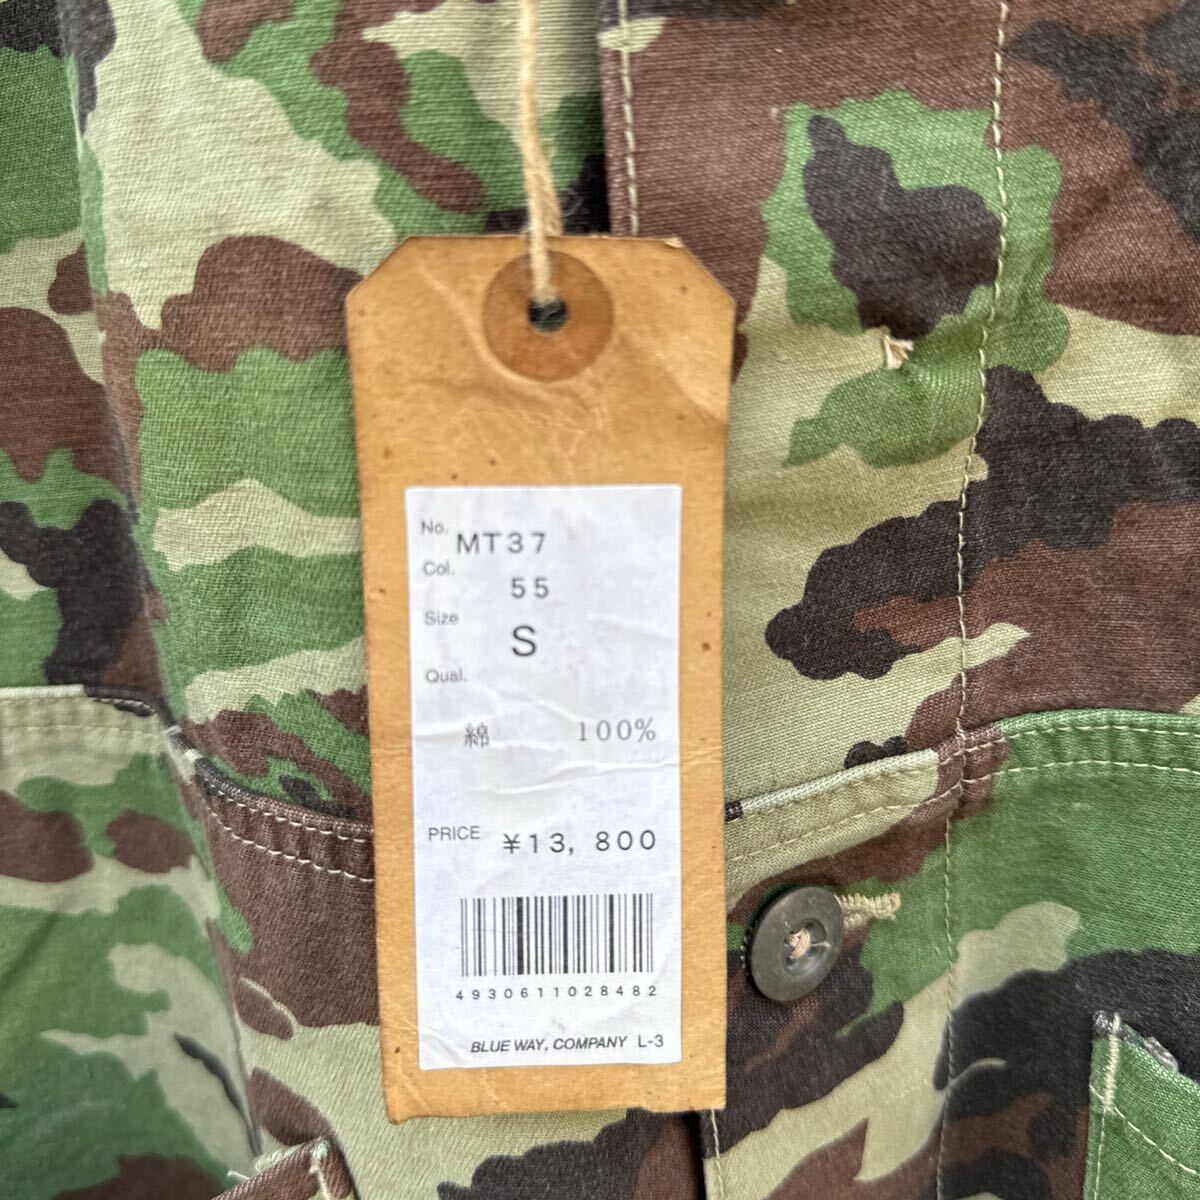 No. MT37
Col. 55
Size S
Qual.
綿 100%
PRICE ¥13,800
4930611028482
BLUE WAY, COMPANY L-3